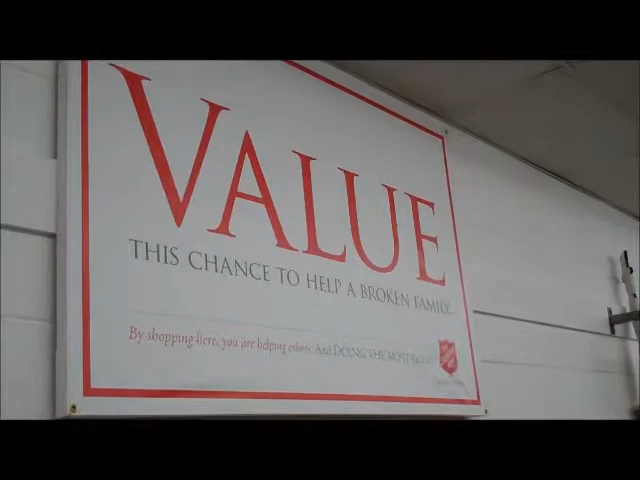 VALUE
THIS CHANCE TO HELP A BROKEN FAMILY.
By shopping here, you are helping others. And DOING THE MOST GOOD